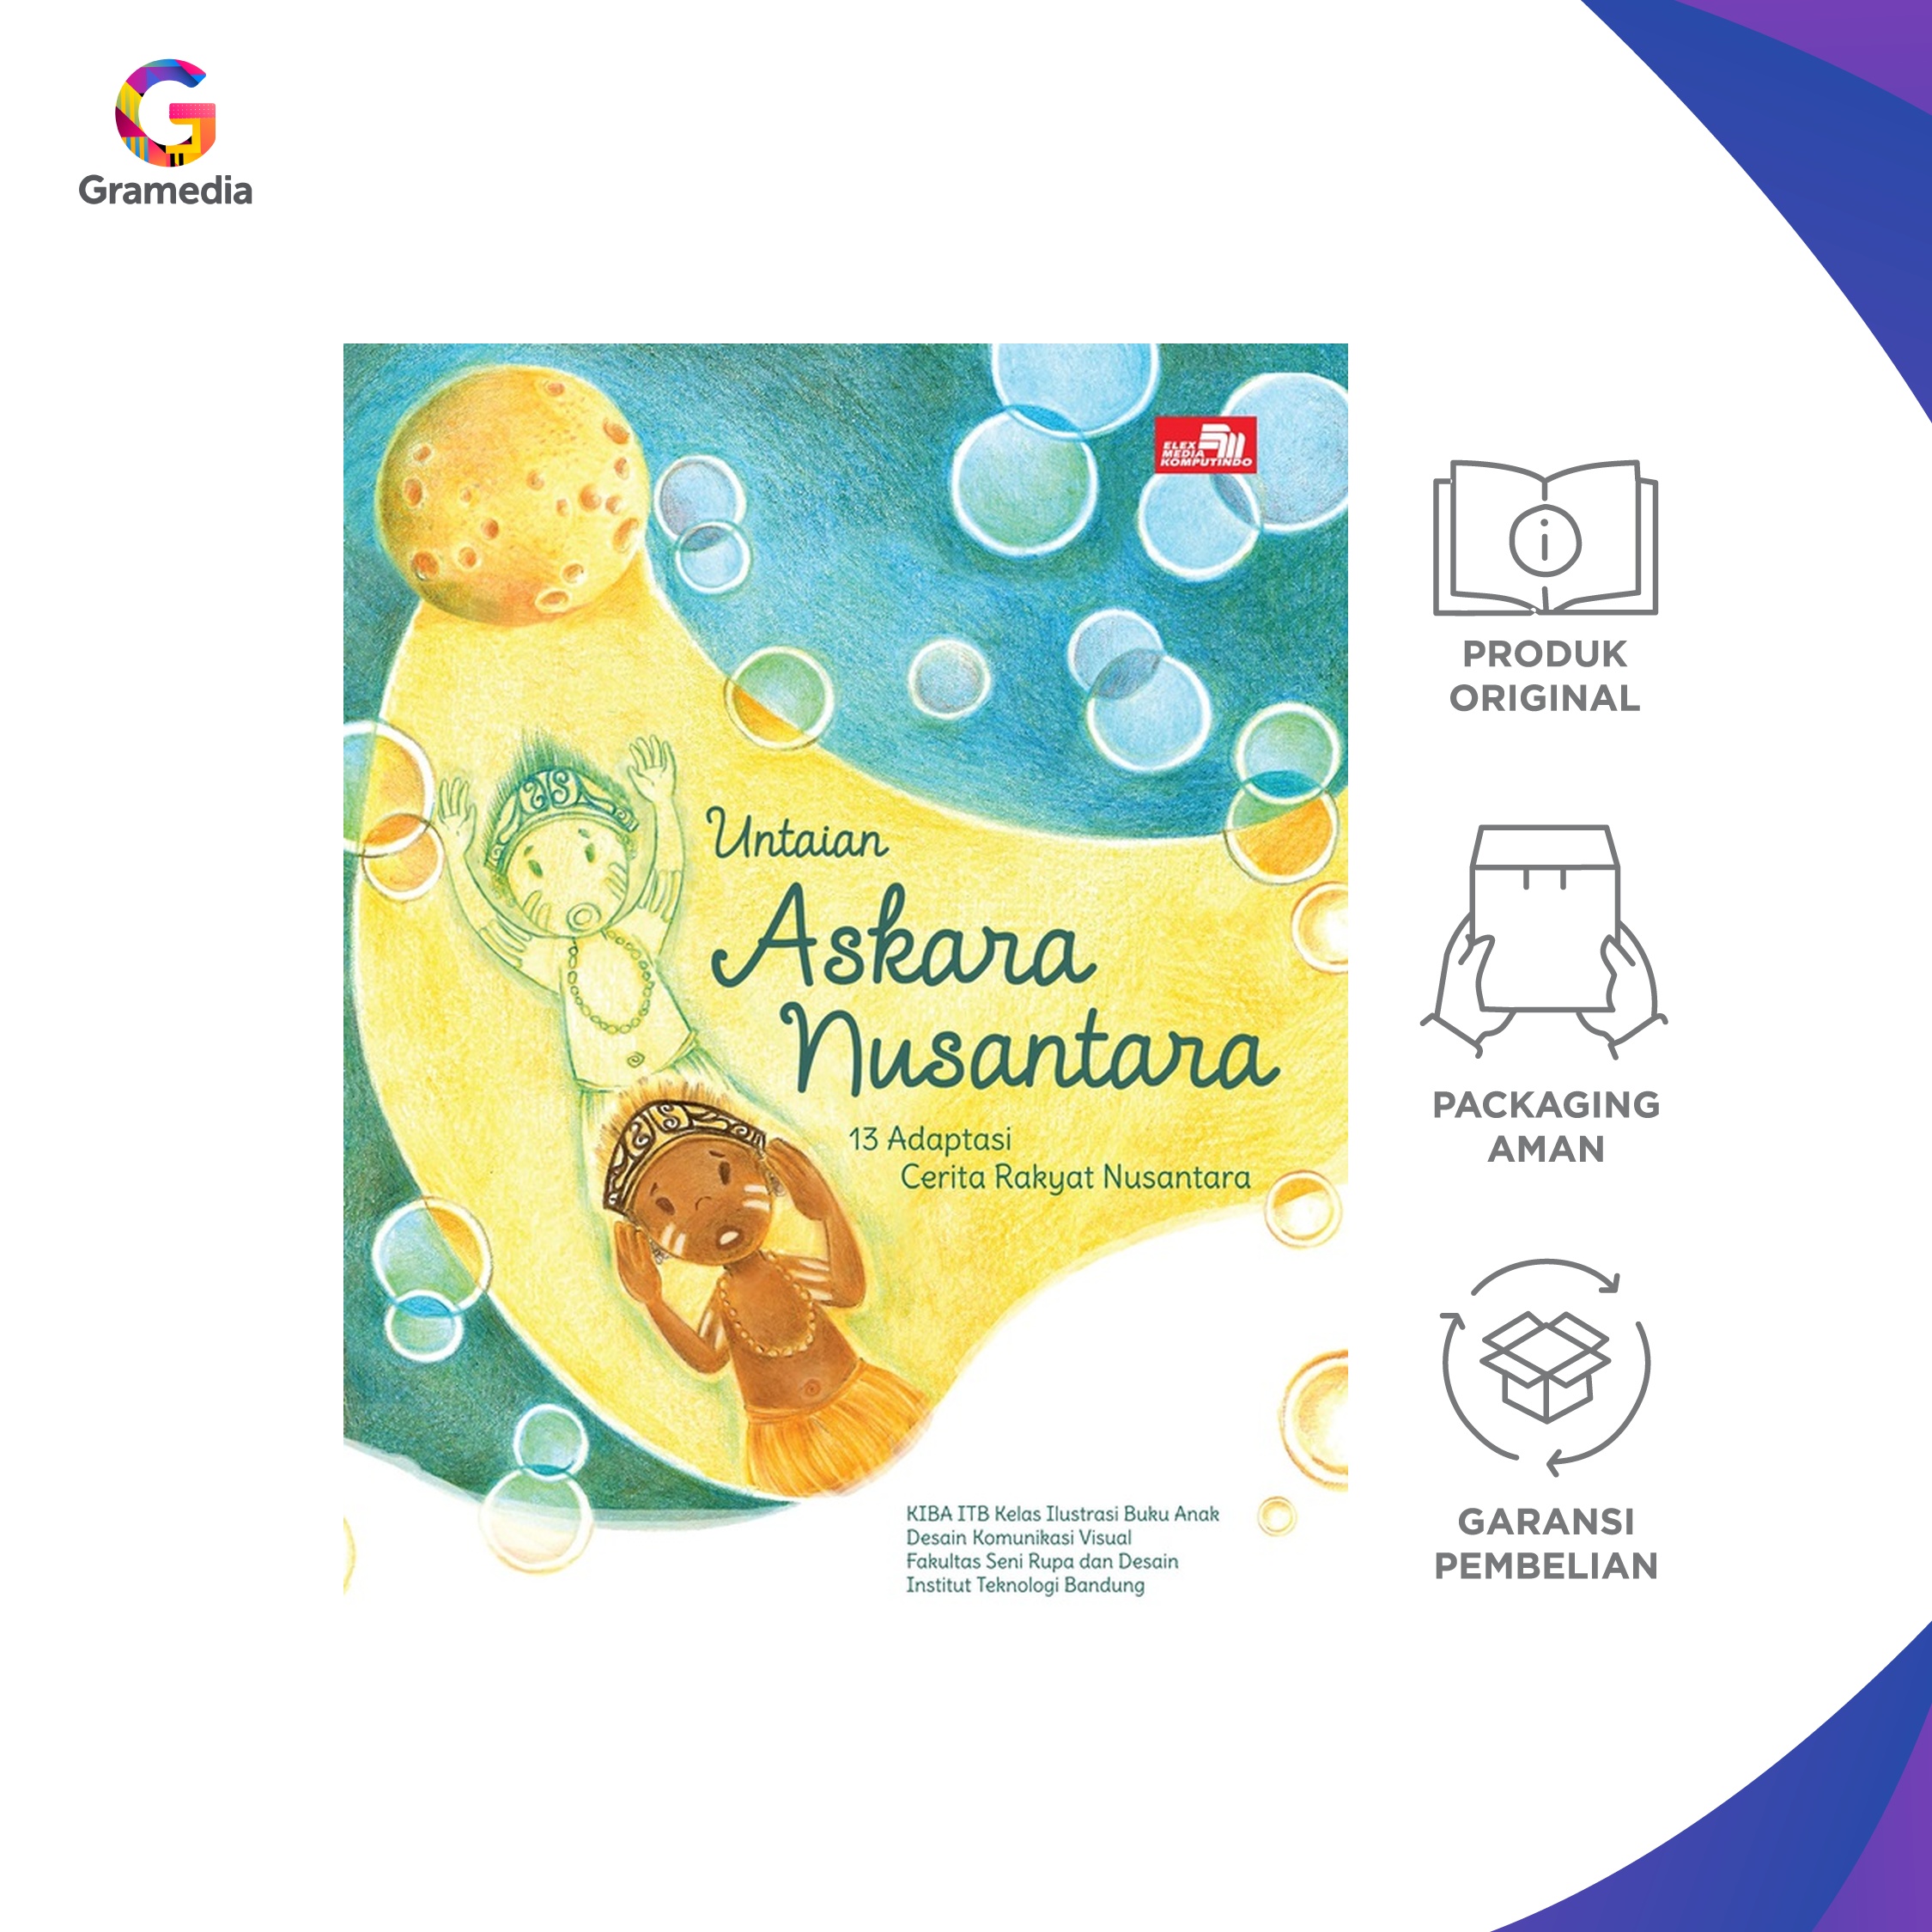 Gramedia
ELEX
MEDIA
KOMPUTINDO
Untaian
Askara
Nusantara
13 Adaptasi
Cerita Rakyat Nusantara
KIBA ITB Kelas Ilustrasi Buku Anak
Desain Komunikasi Visual
Fakultas Seni Rupa dan Desain
Institut Teknologi Bandung
PRODUK
ORIGINAL
PACKAGING
AMAN
GARANSI
PEMBELIAN